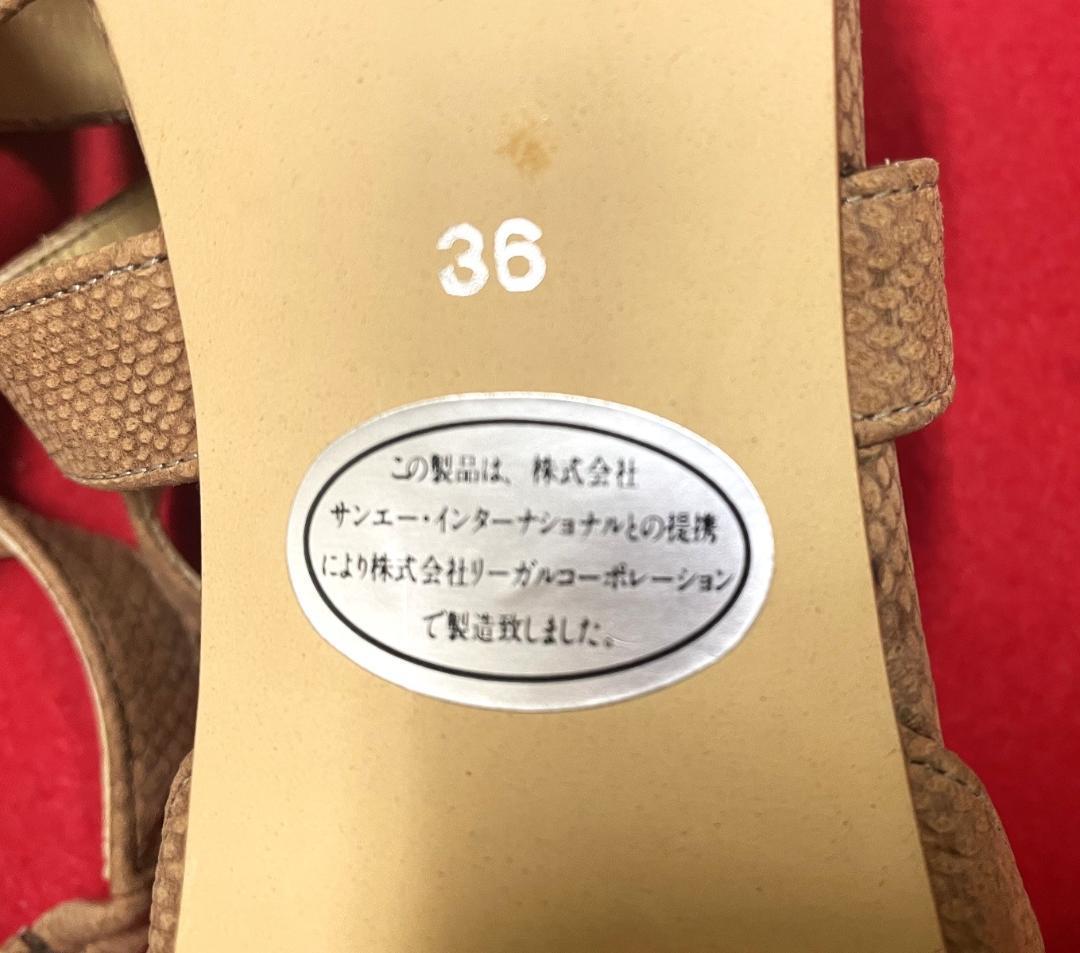 36
この製品は、株式会社
サンエー・インターナショナルとの提携
により株式会社リーガルコーポレーション
で製造致しました。